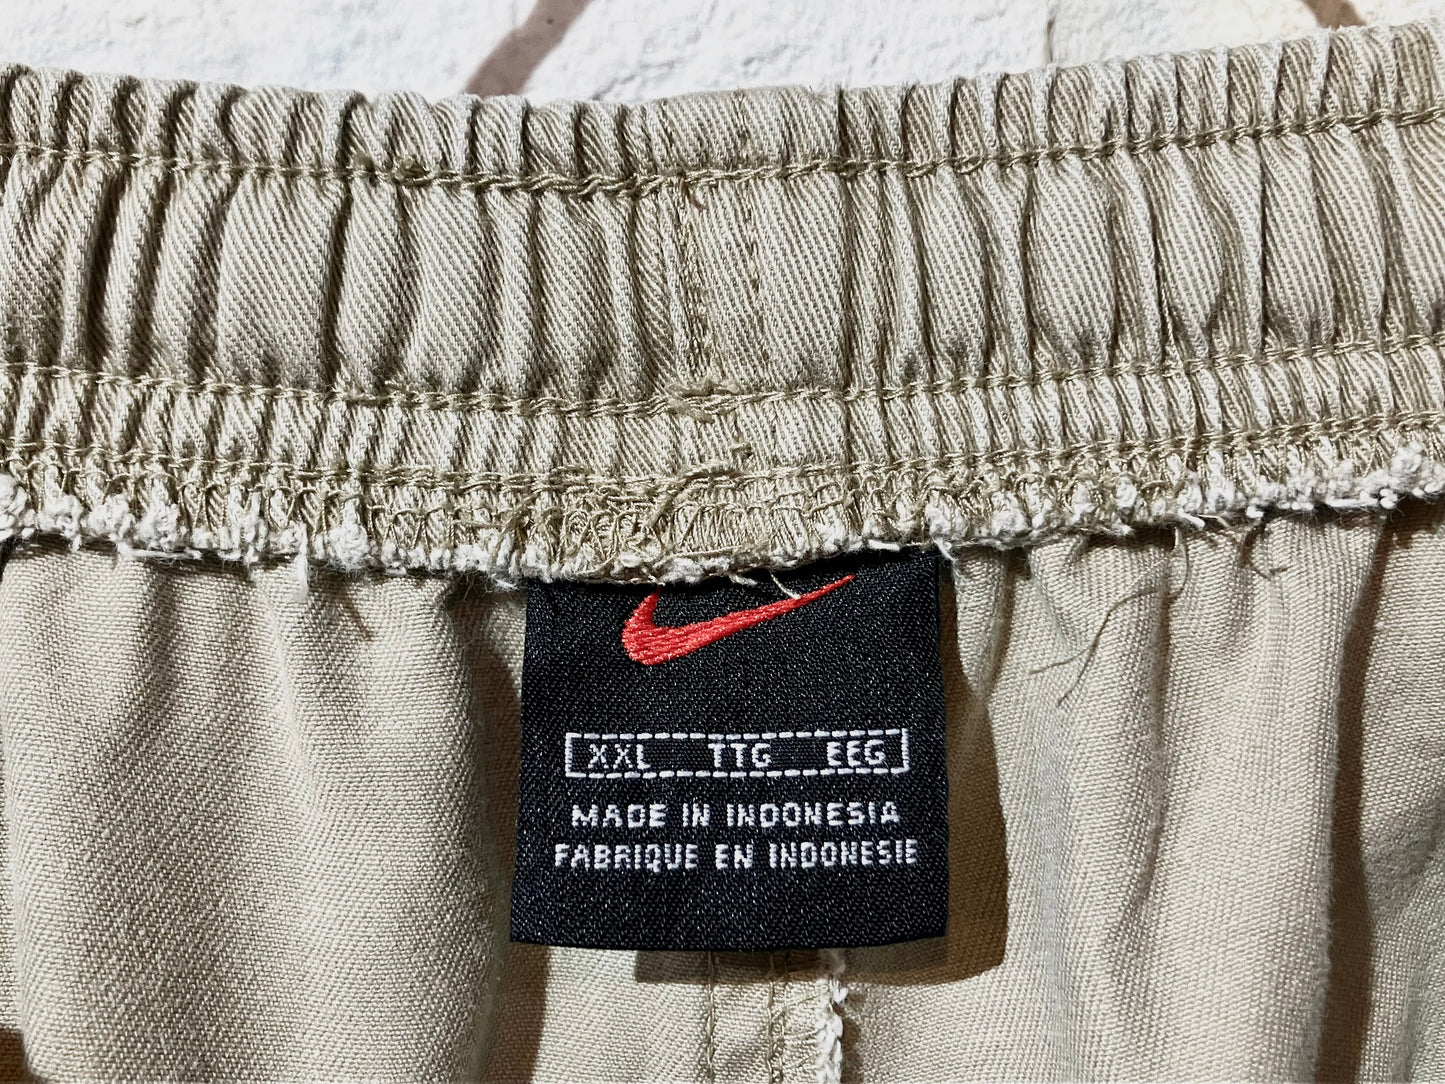 XXL TTG EEG
MADE IN INDONESIA
FABRIQUE EN INDONESIE